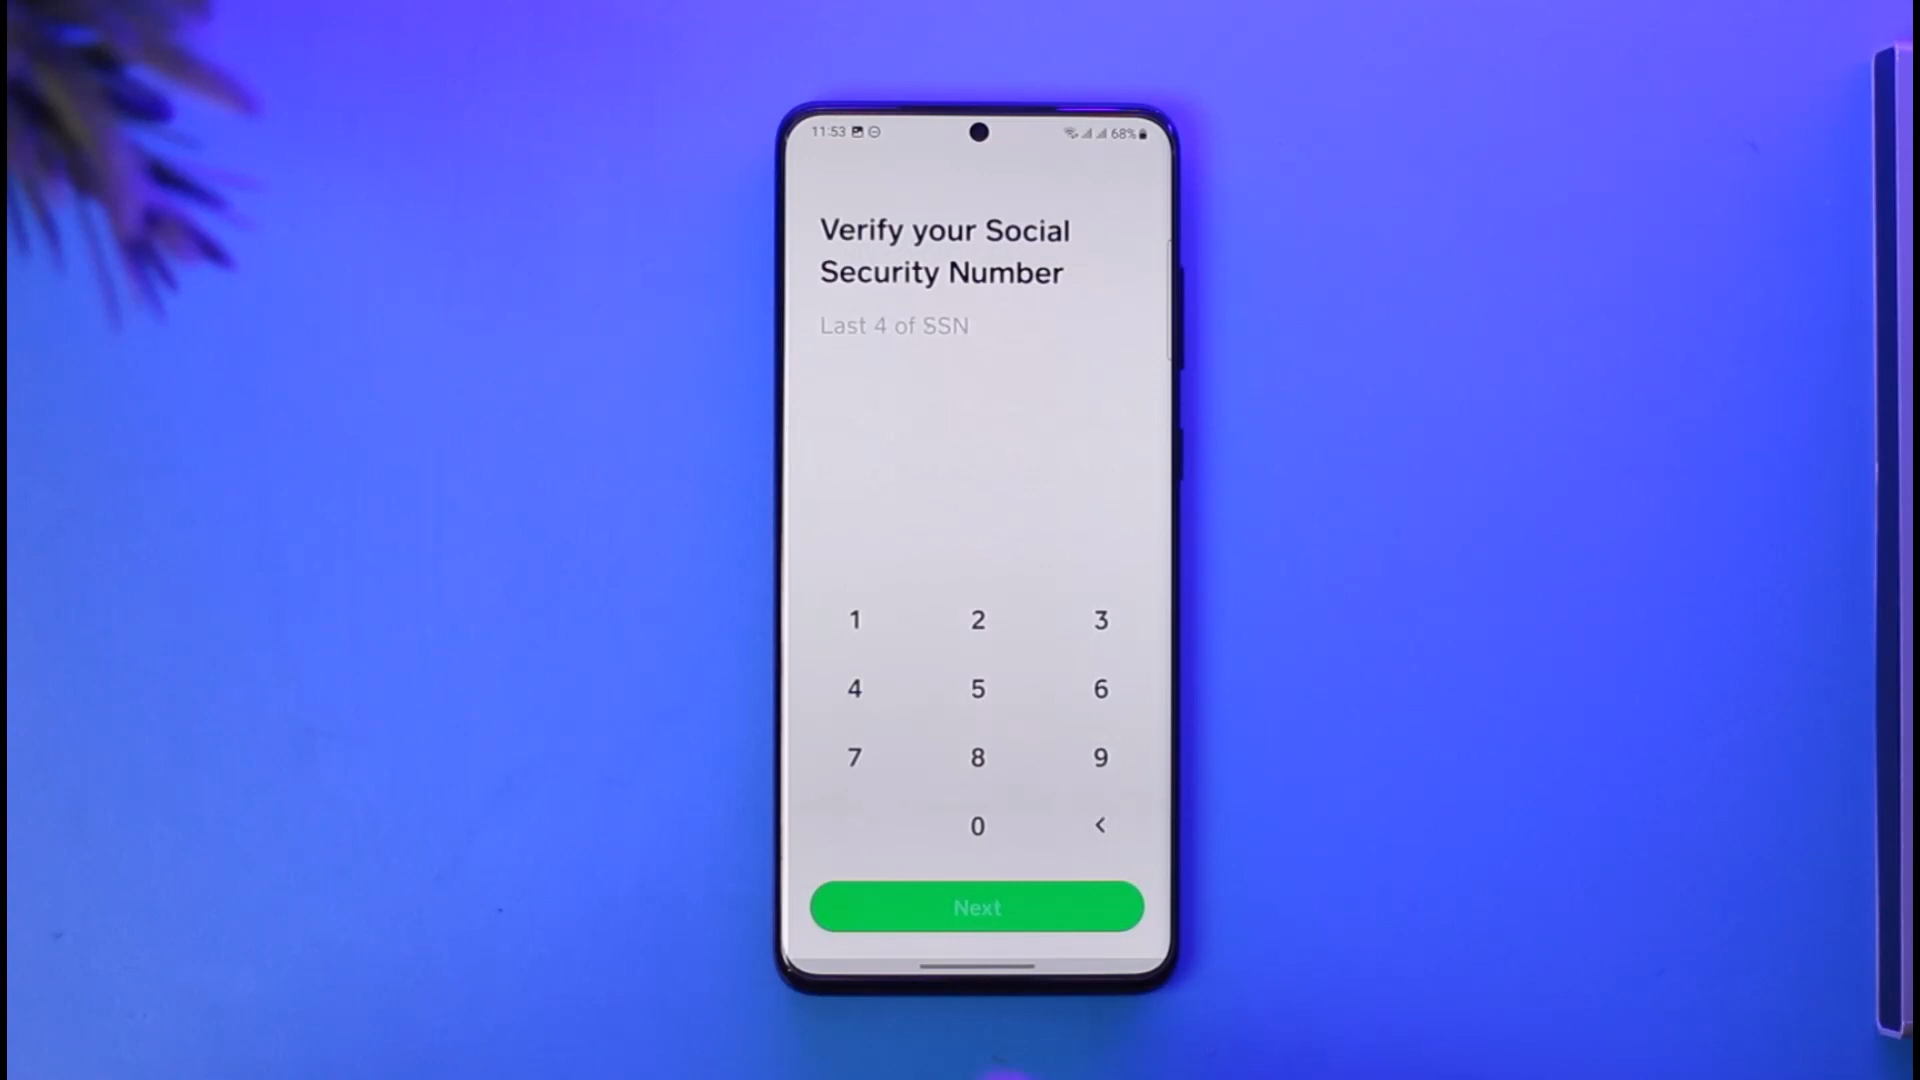 11:53 68%
Verify your Social
Security Number
Last 4 of SSN
1 2 3
4 5 6
7 8 9
0 <
Next